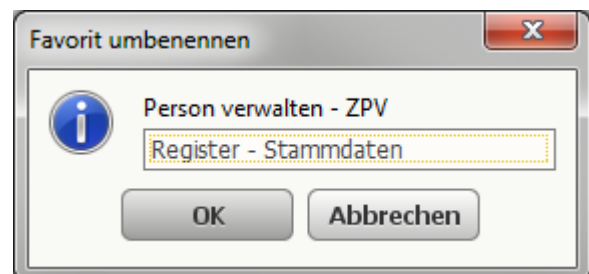 Favorit umbenennen
Person verwalten - ZPV
Register - Stammdaten
OK Abbrechen